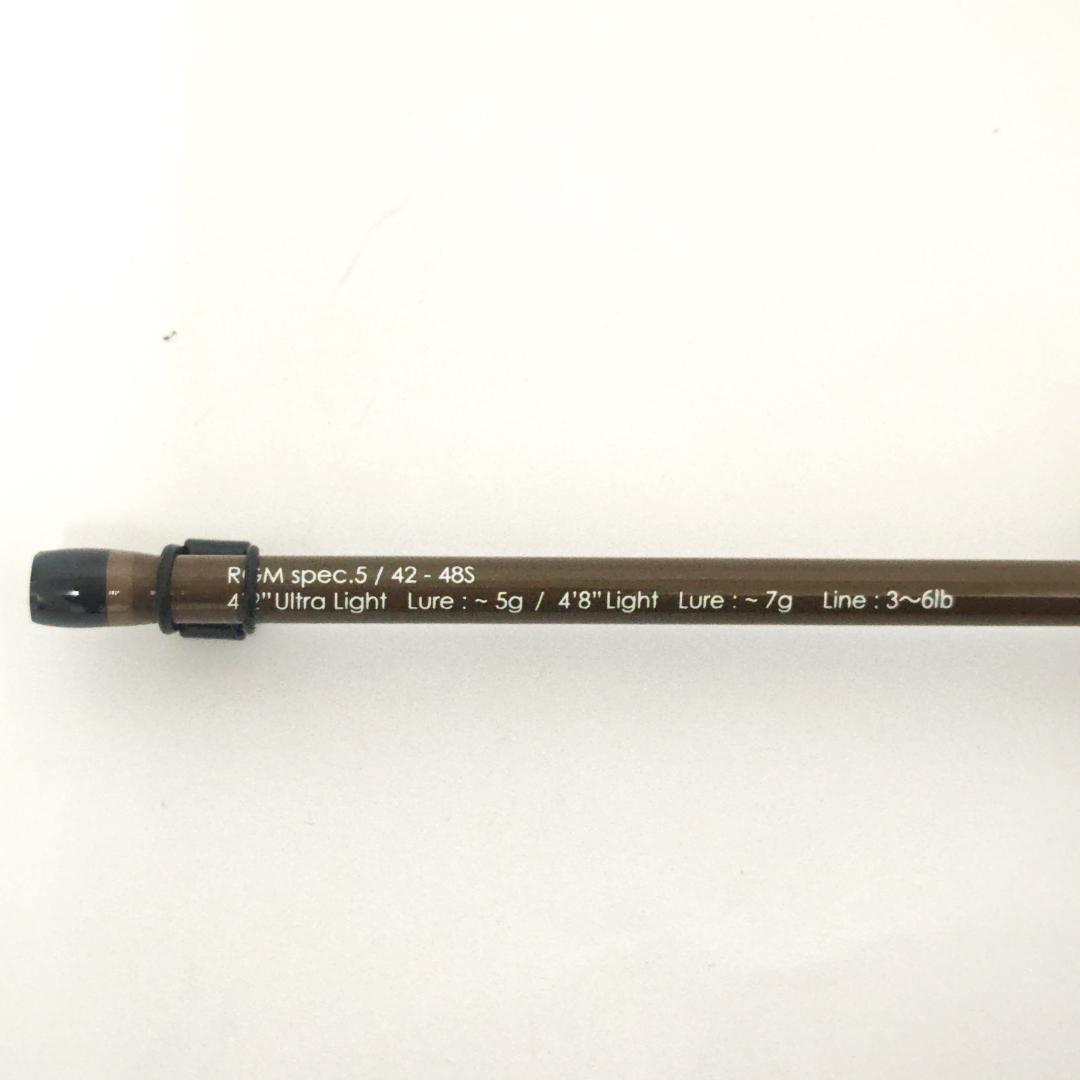 RGM spec.5 / 42 - 48S
4'2"Ultra Light Lure : ~ 5g / 4'8"Light Lure : ~ 7g Line : 3〜6lb